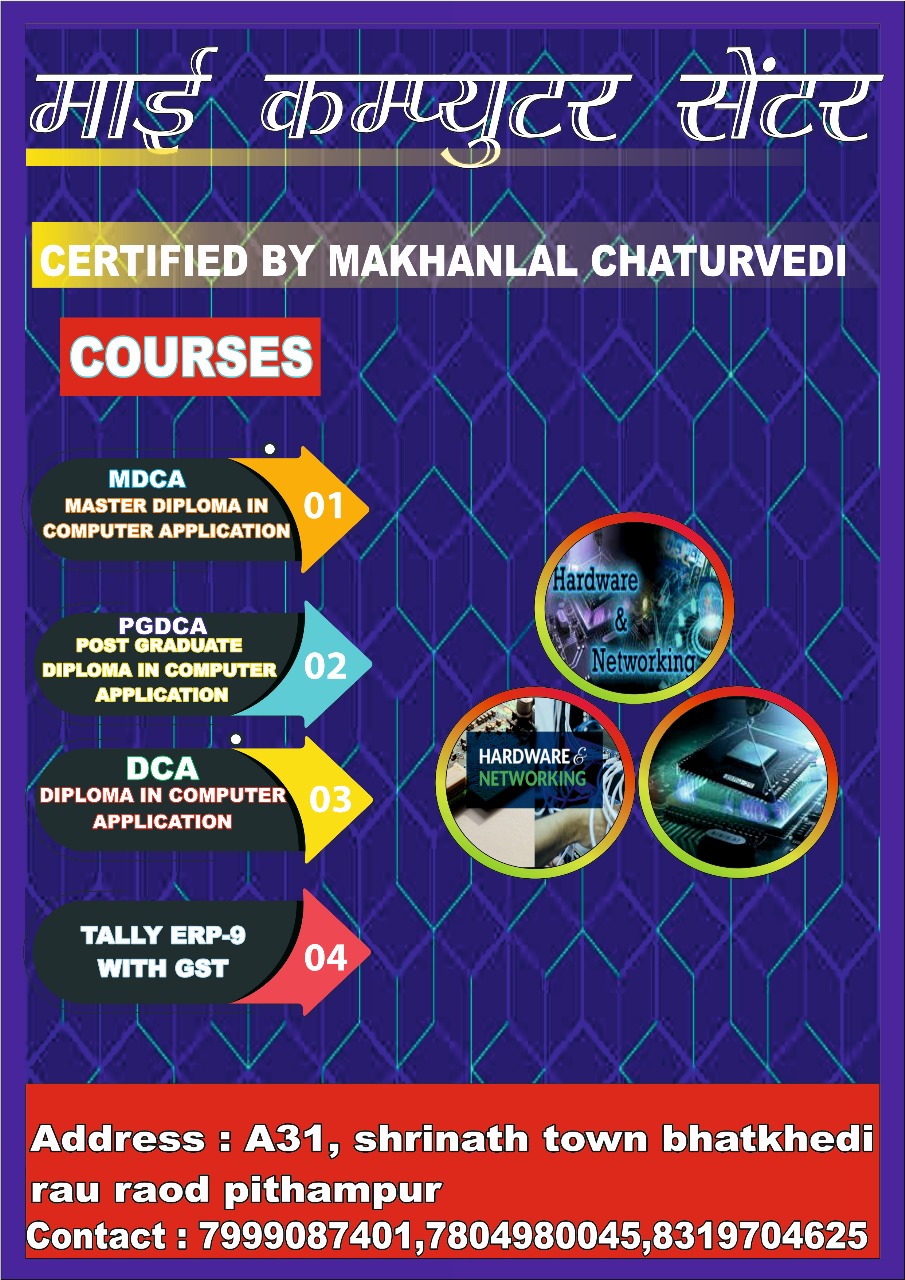 माई कम्प्युटर सेंटर
CERTIFIED BY MAKHANLAL CHATURVEDI
COURSES
MDCA
MASTER DIPLOMA IN
COMPUTER APPLICATION
01
PGDCA
POST GRADUATE
DIPLOMA IN COMPUTER
APPLICATION
02
DCA
DIPLOMA IN COMPUTER
APPLICATION
03
TALLY ERP-9
WITH GST
04
Hardware
&
Networking
HARDWARE &
NETWORKING
Address : A31, shrinath town bhatkhedi
rau raod pithampur
Contact : 7999087401,7804980045,8319704625